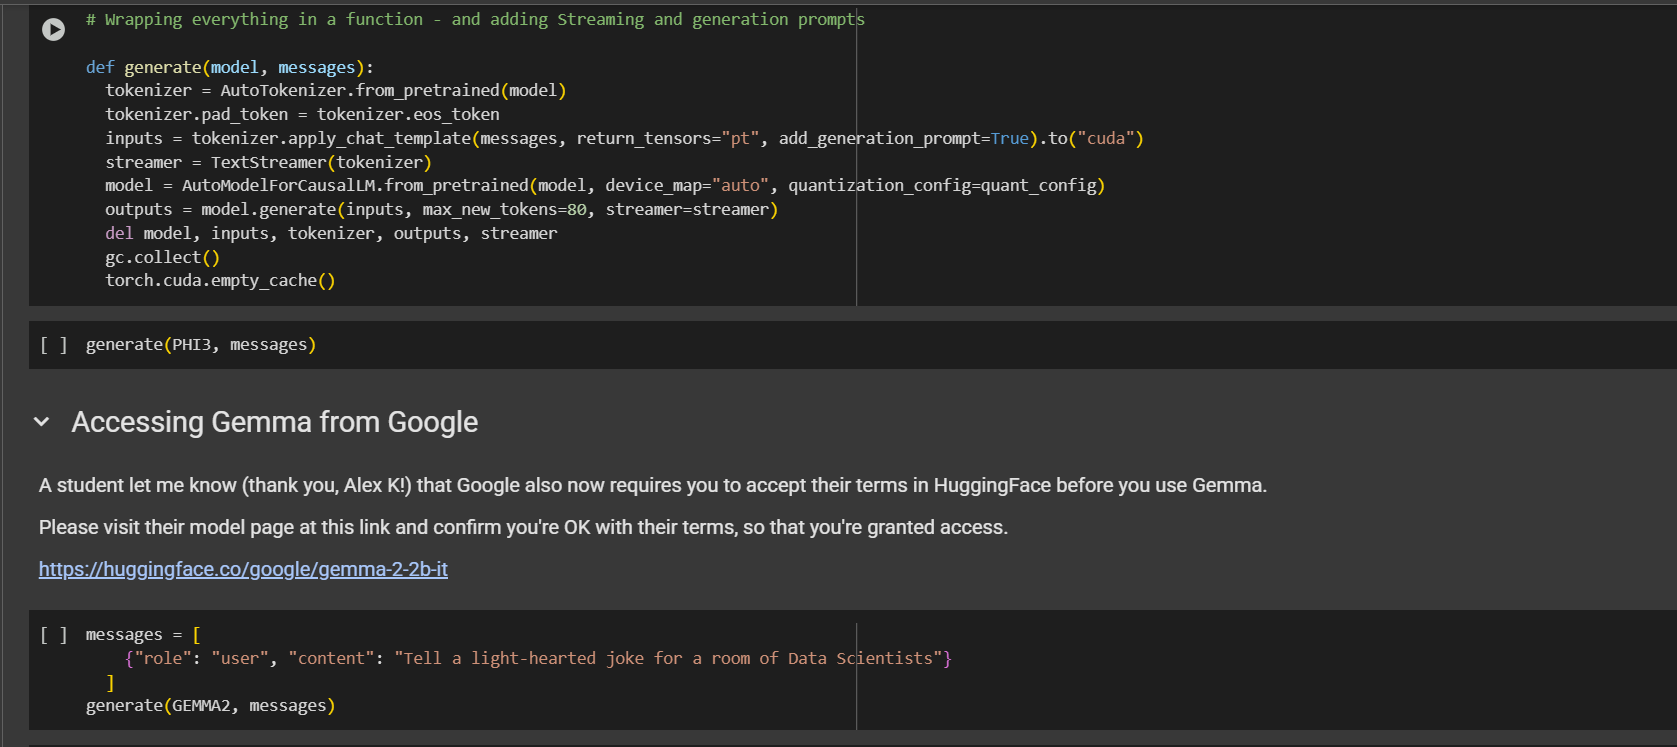 # Wrapping everything in a function - and adding Streaming and generation prompts
def generate(model, messages):
  tokenizer = AutoTokenizer.from_pretrained(model)
  tokenizer.pad_token = tokenizer.eos_token
  inputs = tokenizer.apply_chat_template(messages, return_tensors="pt", add_generation_prompt=True).to("cuda")
  streamer = TextStreamer(tokenizer)
  model = AutoModelForCausalLM.from_pretrained(model, device_map="auto", quantization_config=quant_config)
  outputs = model.generate(inputs, max_new_tokens=80, streamer=streamer)
  del model, inputs, tokenizer, outputs, streamer
  gc.collect()
  torch.cuda.empty_cache()
[ ] generate(PHI3, messages)
Accessing Gemma from Google
A student let me know (thank you, Alex K!) that Google also now requires you to accept their terms in HuggingFace before you use Gemma.
Please visit their model page at this link and confirm you're OK with their terms, so that you're granted access.
https://huggingface.co/google/gemma-2-2b-it
[ ] messages = [
    {"role": "user", "content": "Tell a light-hearted joke for a room of Data Scientists"}
  ]
generate(GEMMA2, messages)